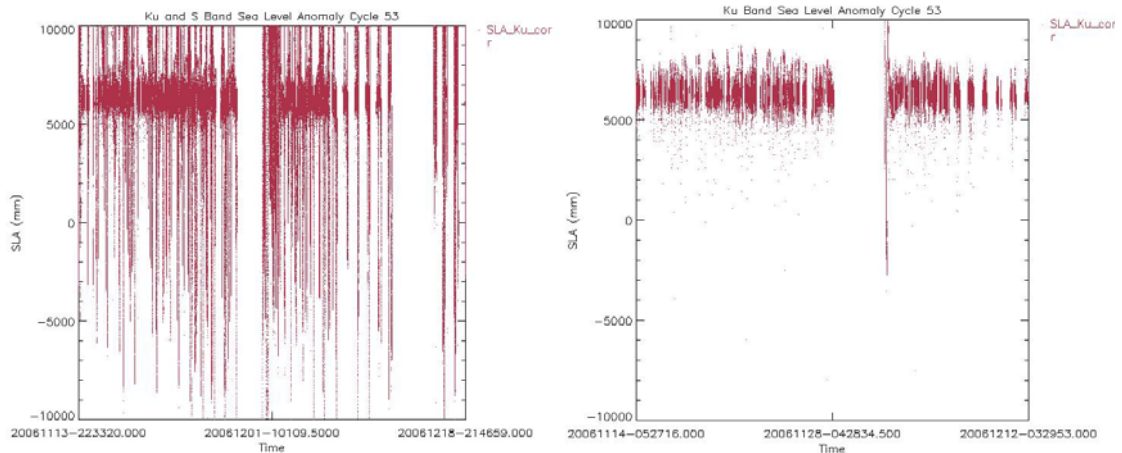 Ku and S Band Sea Level Anomaly Cycle 53
SLA_Ku_cor
r
10000
5000
0
−5000
−10000
SLA (mm)
20061113−223320.000
20061201−10109.5000
20061218−214659.000
Time
Ku Band Sea Level Anomaly Cycle 53
SLA_Ku_cor
r
10000
5000
0
−5000
−10000
SLA (mm)
20061114−052716.000
20061128−042834.500
20061212−032953.000
Time